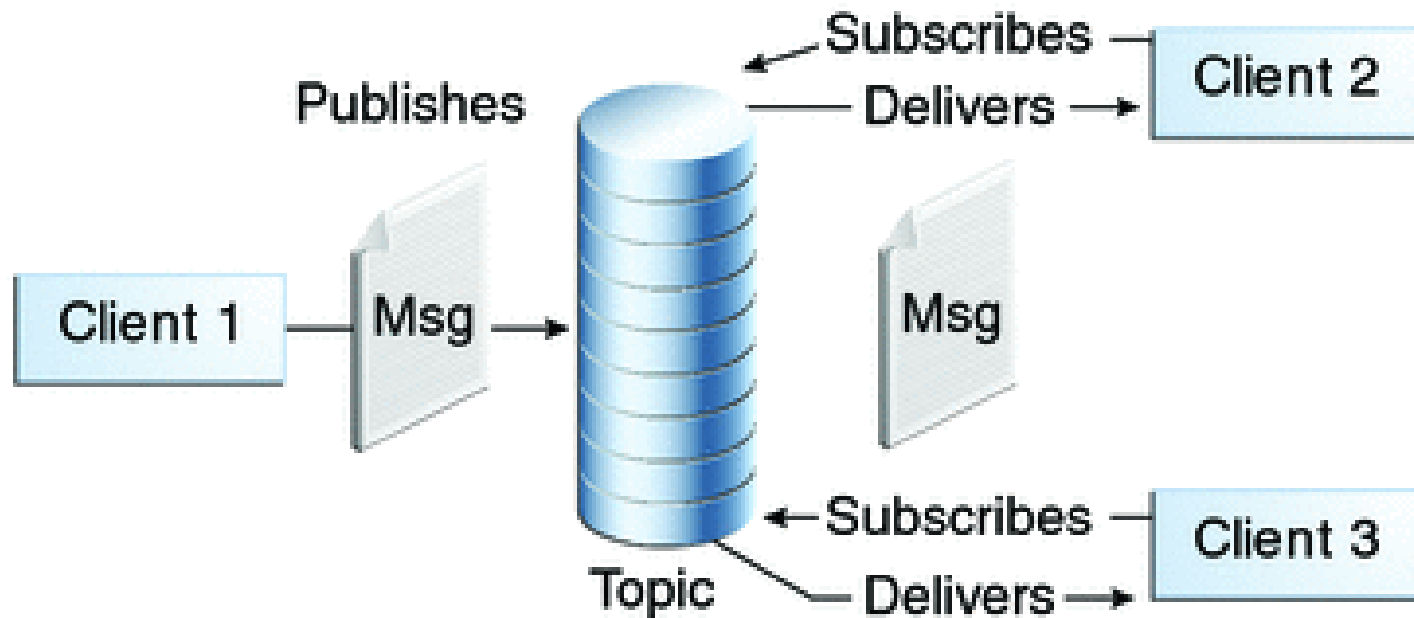 Subscribes
Client 2
Publishes
Delivers
Client 1
Msg
Msg
Subscribes
Client 3
Topic
Delivers